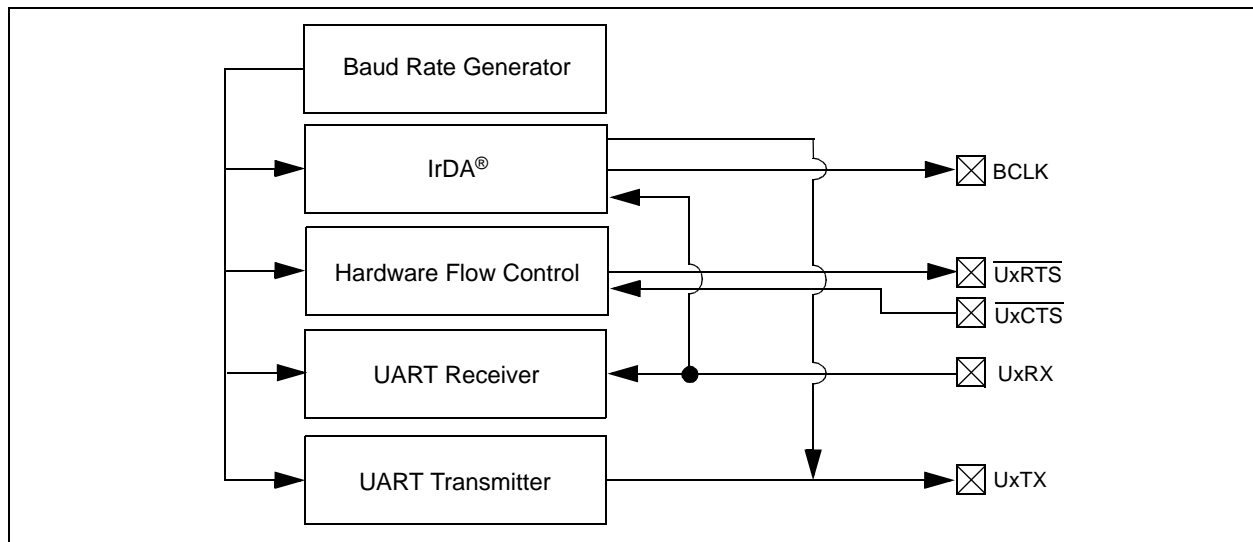 Baud Rate Generator
IrDA®
BCLK
Hardware Flow Control
UxRTS
UxCTS
UART Receiver
UxRX
UART Transmitter
UxTX